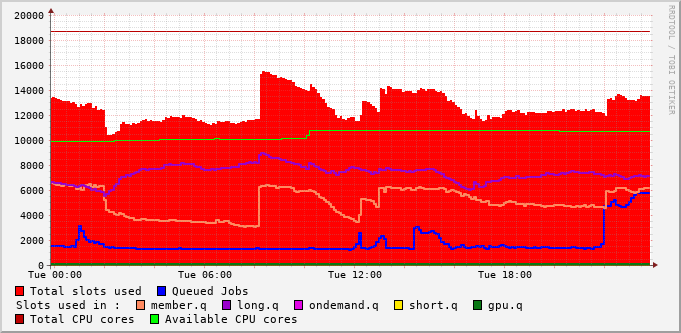 20000
18000
16000
14000
12000
10000
8000
6000
4000
2000
0
Tue 00:00 Tue 06:00 Tue 12:00 Tue 18:00
RRDTOOL / TOBI OETIKER
Total slots used Queued Jobs
Slots used in : member.q long.q ondemand.q short.q gpu.q
Total CPU cores Available CPU cores